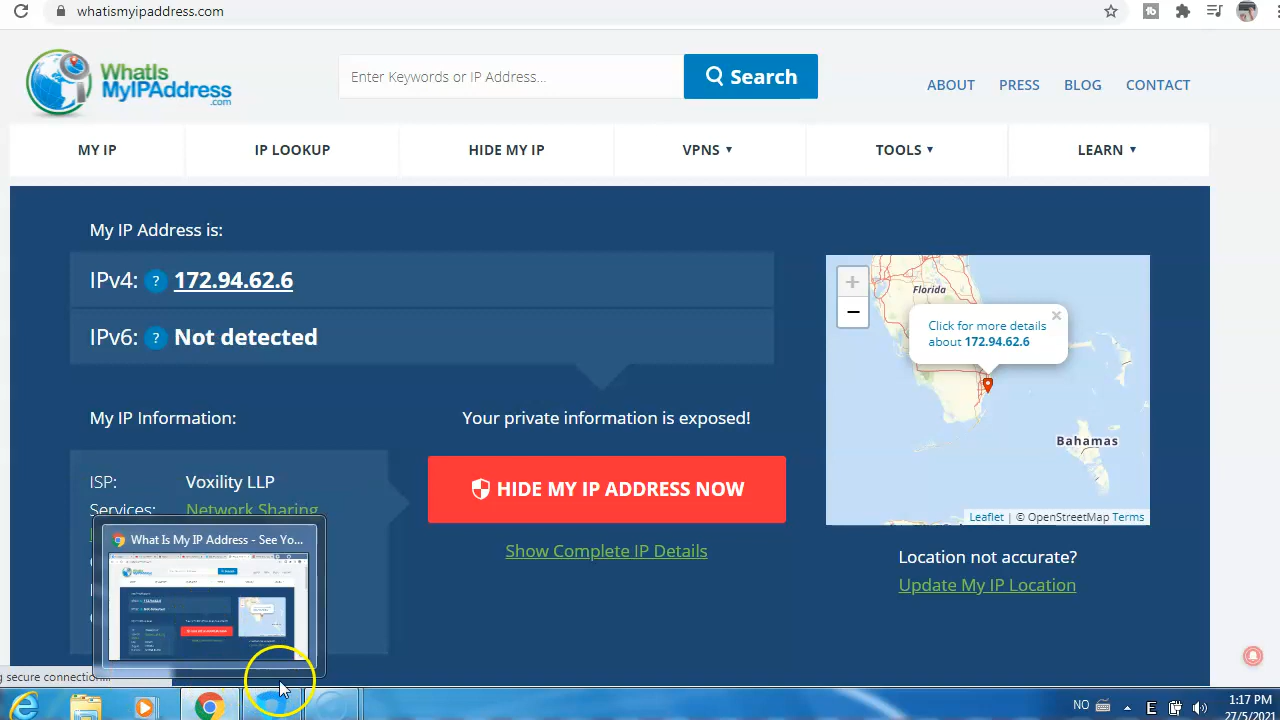 whatismyipaddress.com
WhatIs
MyIPAddress
.com
Enter Keywords or IP Address...
Search
ABOUT
PRESS
BLOG
CONTACT
MY IP
IP LOOKUP
HIDE MY IP
VPNS ▼
TOOLS ▼
LEARN ▼
My IP Address is:
IPv4: ? 172.94.62.6
IPv6: ? Not detected
My IP Information:
ISP: Voxility LLP
Services: Network Sharing
Your private information is exposed!
HIDE MY IP ADDRESS NOW
Show Complete IP Details
+
−
Florida
Click for more details
about 172.94.62.6
×
Bahamas
Leaflet | © OpenStreetMap Terms
Location not accurate?
Update My IP Location
What Is My IP Address - See Yo...
g secure connection...
NO
E
1:17 PM
27/5/2021